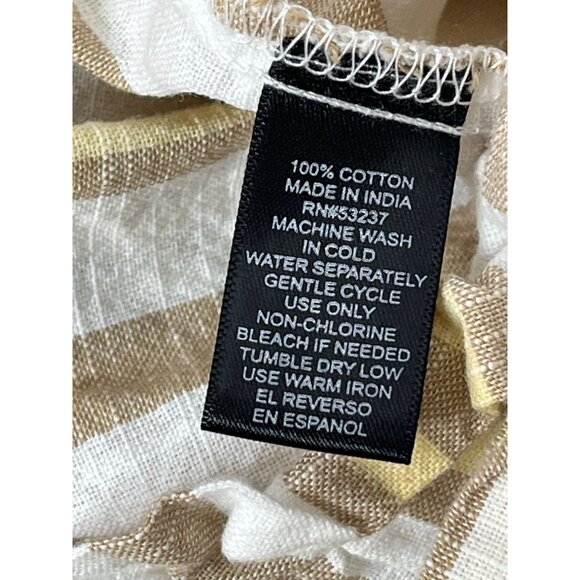 100% COTTON
MADE IN INDIA
RN#53237
MACHINE WASH
IN COLD
WATER SEPARATELY
GENTLE CYCLE
USE ONLY
NON-CHLORINE
BLEACH IF NEEDED
TUMBLE DRY LOW
USE WARM IRON
EL REVERSO
EN ESPANOL